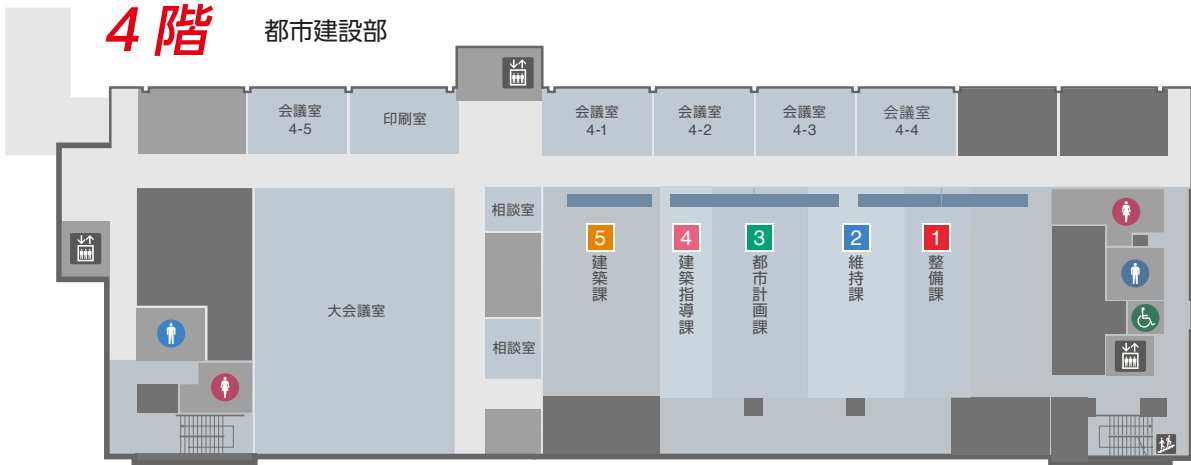 4階
都市建設部
会議室
4-5
印刷室
会議室
4-1
会議室
4-2
会議室
4-3
会議室
4-4
相談室
5
建築課
4
建築指導課
3
都市計画課
2
維持課
1
整備課
大会議室
相談室